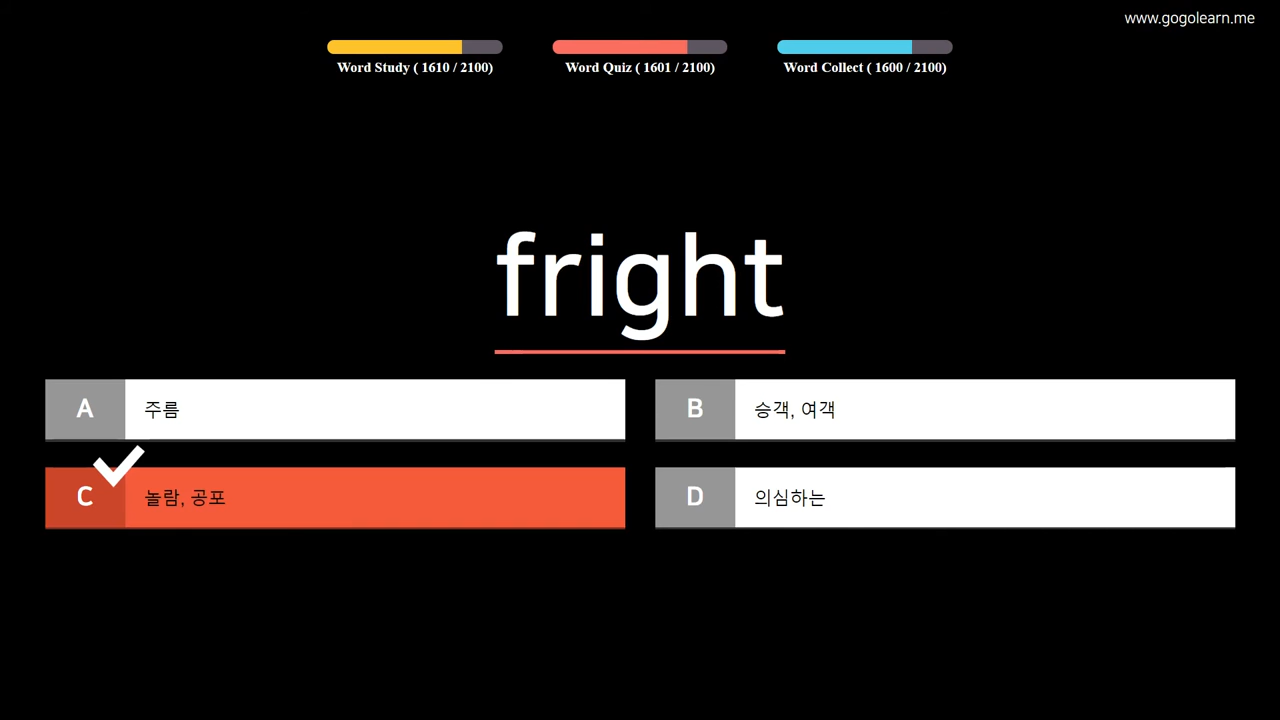 www.gogolearn.me
Word Study ( 1610 / 2100)
Word Quiz ( 1601 / 2100)
Word Collect ( 1600 / 2100)
fright
A 주름
B 승객, 여객
C 놀람, 공포
D 의심하는